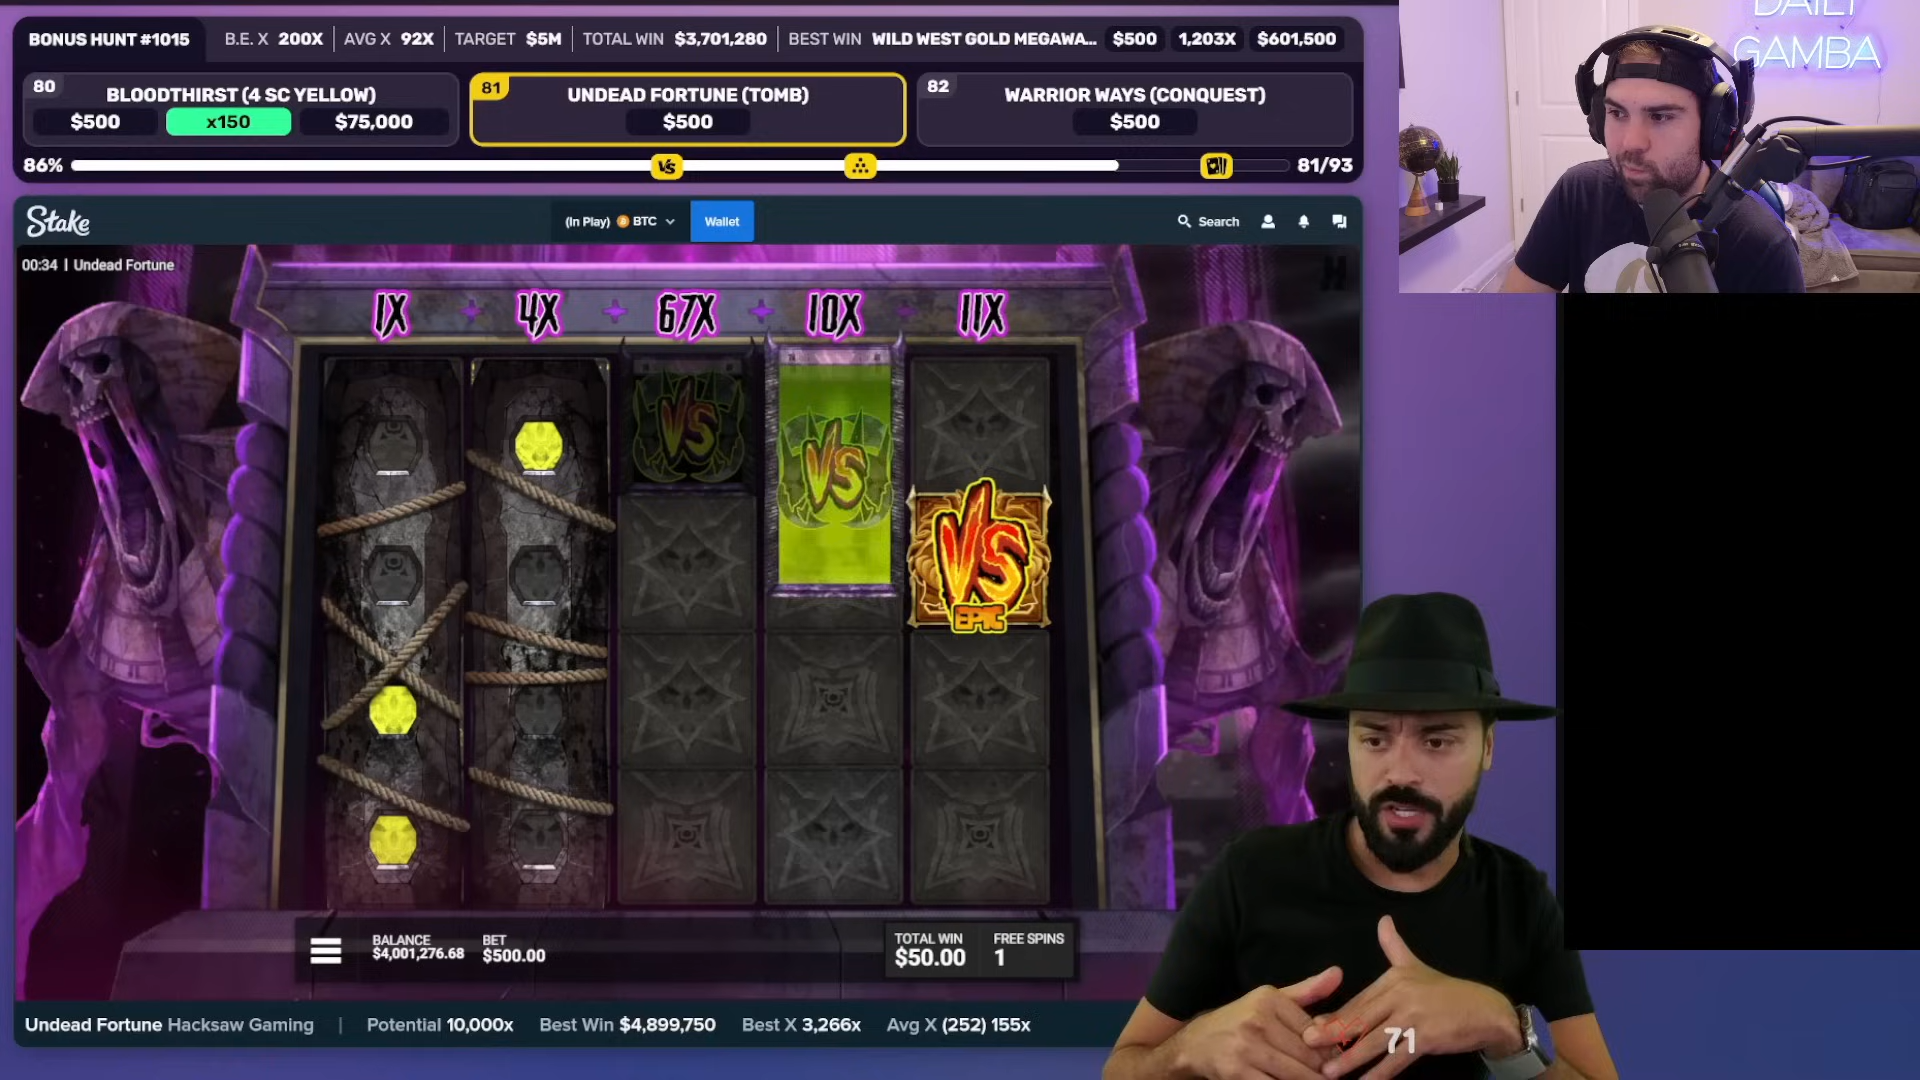 BONUS HUNT #1015
B.E. X 200X
AVG X 92X
TARGET $5M
TOTAL WIN $3,701,280
BEST WIN WILD WEST GOLD MEGAWA... $500 1,203X $601,500
80
BLOODTHIRST (4 SC YELLOW)
$500 x150 $75,000
81
UNDEAD FORTUNE (TOMB)
$500
82
WARRIOR WAYS (CONQUEST)
$500
86%
VS
81/93
DAILY
GAMBA
Stake
(In Play) BTC
Wallet
Search
00:34 | Undead Fortune
1X + 4X + 67X + 10X + 11X
VS
VS
VS
EPIC
BALANCE
$4,001,276.68
BET
$500.00
TOTAL WIN
$50.00
FREE SPINS
1
Undead Fortune Hacksaw Gaming | Potential 10,000x Best Win $4,899,750 Best X 3,266x Avg X (252) 155x
71